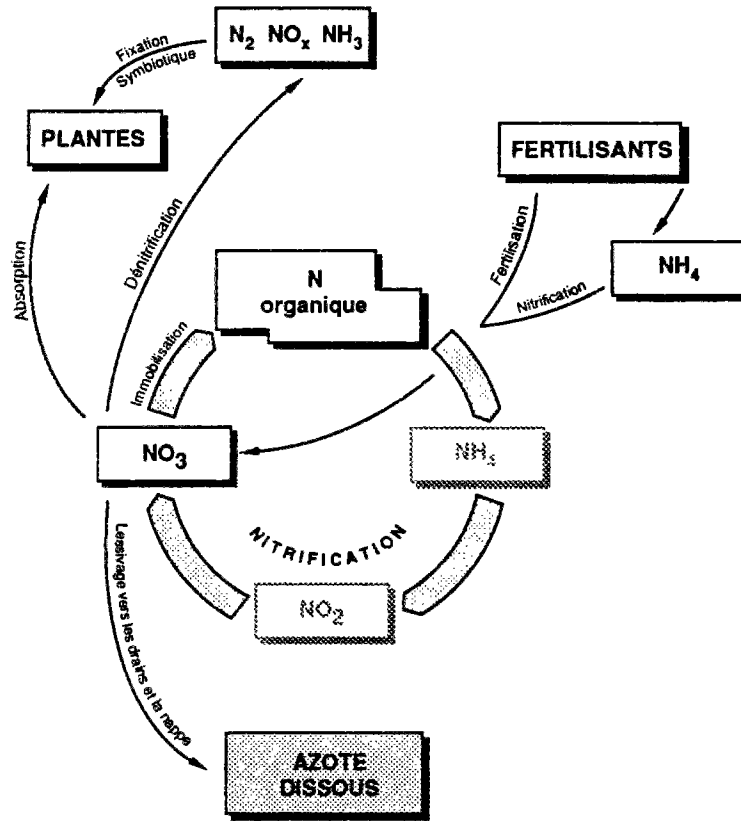 N2 NOx NH3
Fixation
Symbiotique
PLANTES
FERTILISANTS
Fertilisation
NH4
Nitrification
Absorption
Dénitrification
N
organique
Immobilisation
NO3
NITRIFICATION
NO2
Lessivage vers les drains et la nappe
AZOTE
DISSOUS